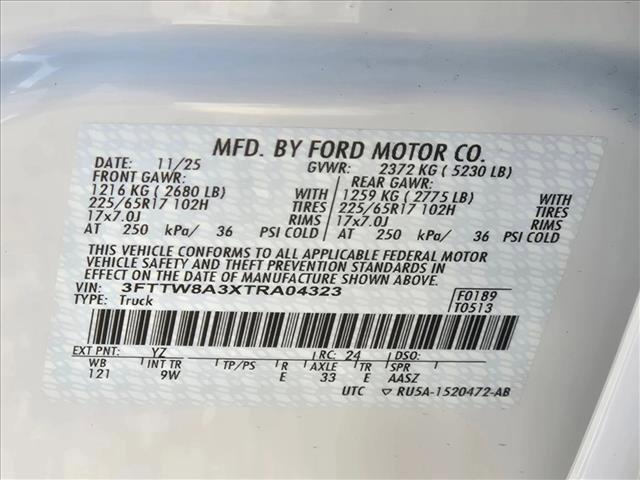 MFD. BY FORD MOTOR CO.
DATE: 11/25 GVWR: 2372 KG ( 5230 LB)
FRONT GAWR: REAR GAWR:
1216 KG ( 2680 LB) WITH 1259 KG ( 2775 LB) WITH
225/65R17 102H TIRES 225/65R17 102H TIRES
17x7.0J RIMS 17x7.0J RIMS
AT 250 kPa/ 36 PSI COLD AT 250 kPa/ 36 PSI COLD
THIS VEHICLE CONFORMS TO ALL APPLICABLE FEDERAL MOTOR
VEHICLE SAFETY AND THEFT PREVENTION STANDARDS IN
EFFECT ON THE DATE OF MANUFACTURE SHOWN ABOVE.
VIN: 3FTTW8A3XTRA04323 F0189
TYPE: Truck T0513
EXT PNT: YZ RC: 24 DSO:
WB INT TR TP/PS R AXLE TR SPR
121 9W E 33 E AASZ
UTC ▽ RU5A-1520472-AB